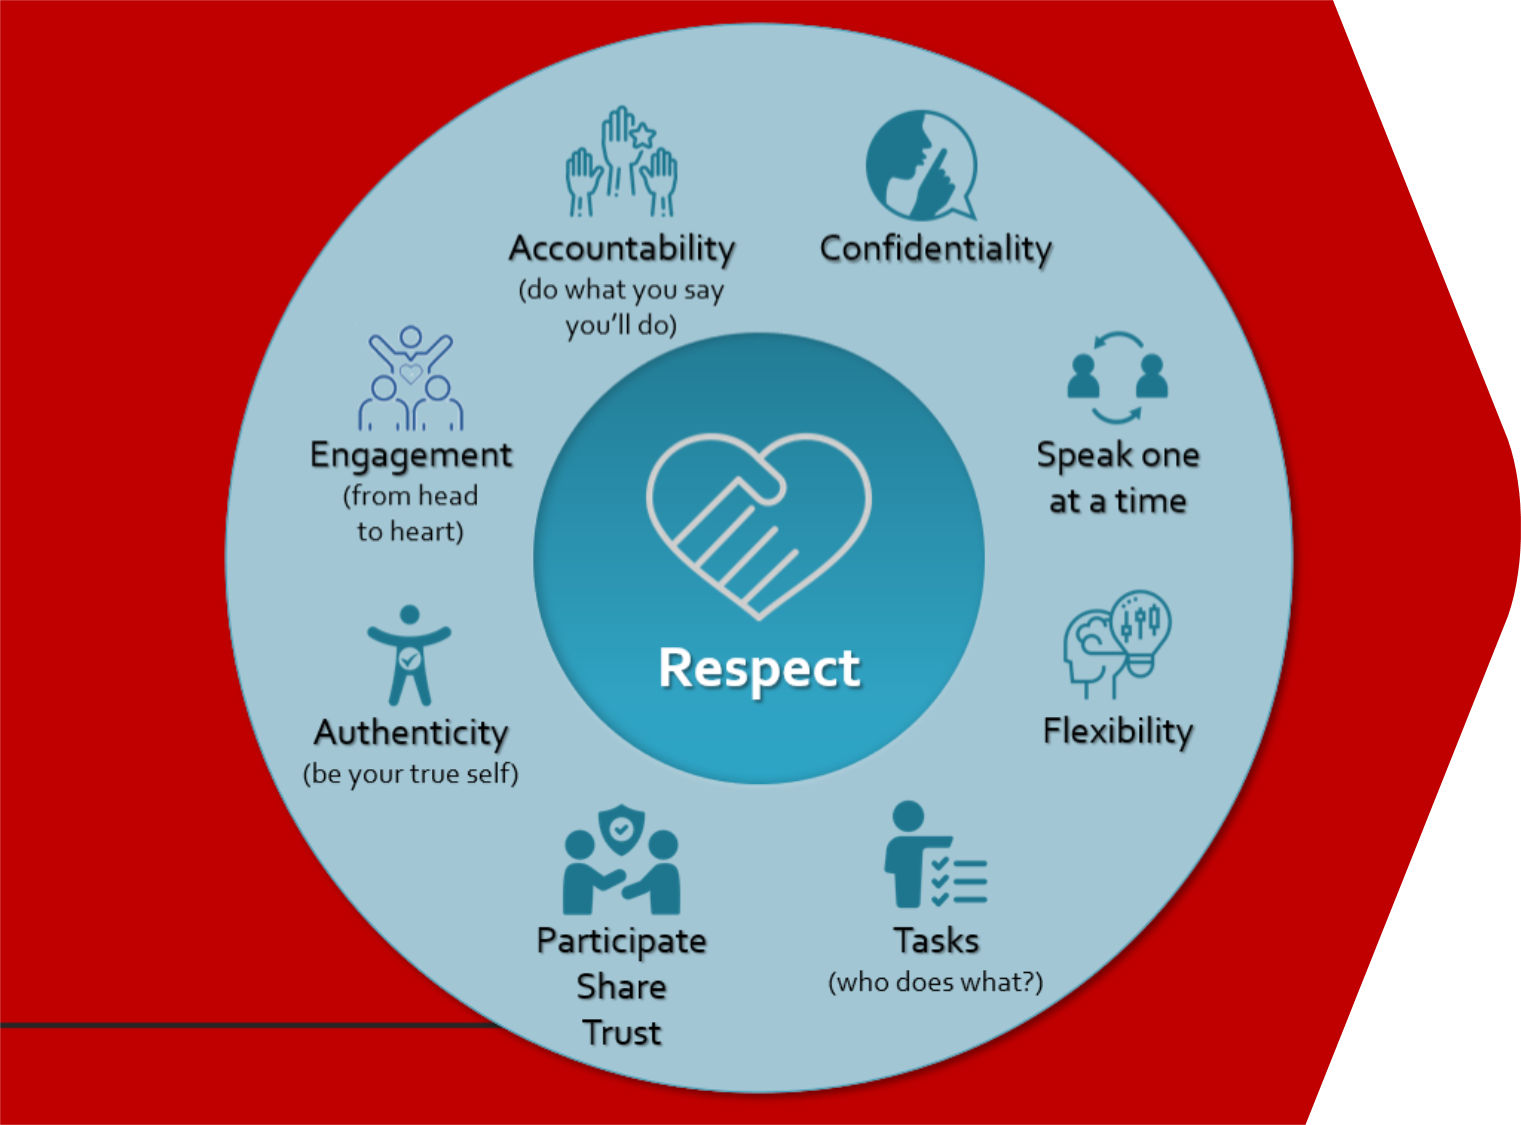 Accountability
(do what you say
you'll do)
Confidentiality
Engagement
(from head
to heart)
Speak one
at a time
Respect
Authenticity
(be your true self)
Flexibility
Participate
Share
Trust
Tasks
(who does what?)